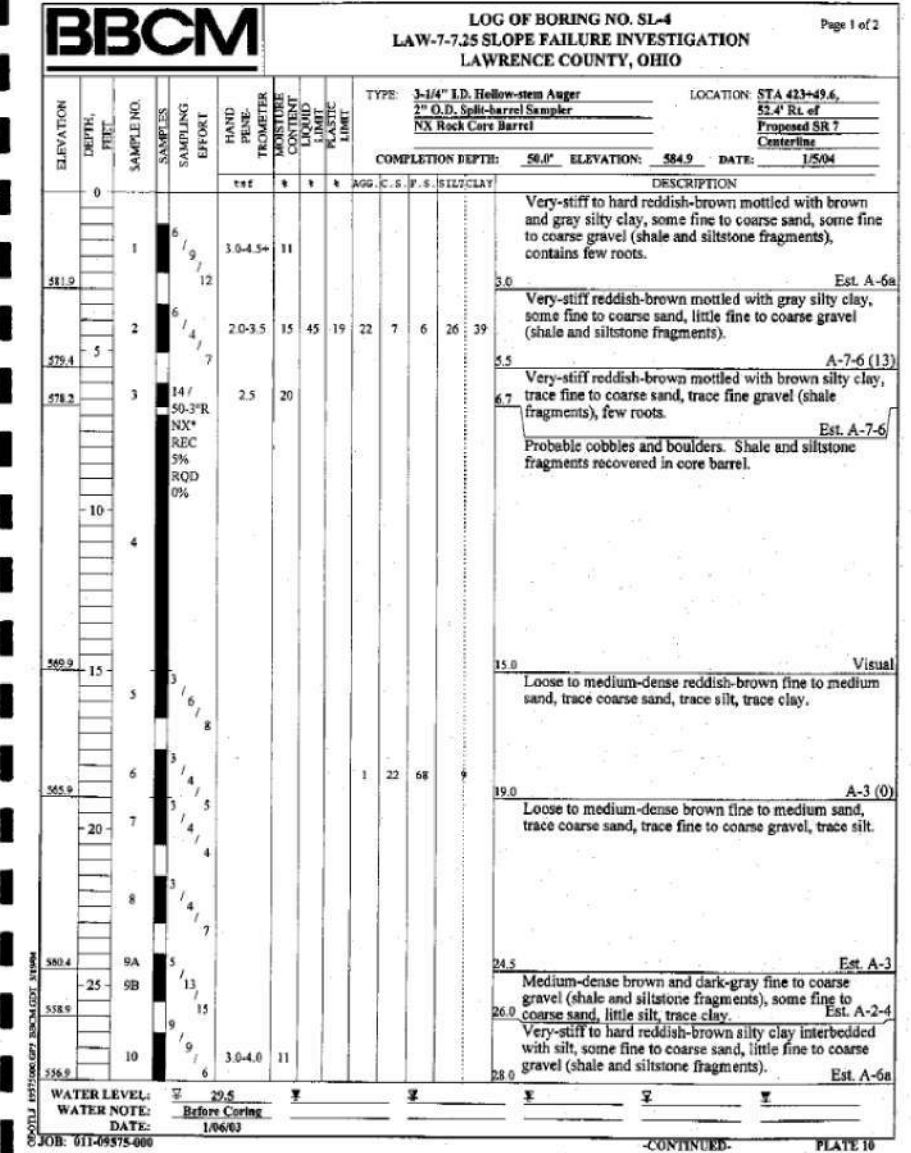 BBCM
LOG OF BORING NO. SL-4
LAW-7-7.25 SLOPE FAILURE INVESTIGATION
LAWRENCE COUNTY, OHIO
Page 1 of 2
ELEVATION
DEPTH, FEET
SAMPLE NO.
SAMPLES
SAMPLING EFFORT
HAND PENE-TROMETER
MOISTURE CONTENT
LIQUID LIMIT
PLASTIC LIMIT
TYPE: 3-1/4" I.D. Hollow-stem Auger
2" O.D. Split-barrel Sampler
NX Rock Core Barrel
LOCATION: STA 423+49.6,
52.4' Rt. of
Proposed SR 7
Centerline
COMPLETION DEPTH: 50.0' ELEVATION: 584.9 DATE: 1/5/04
tsf % % % AGG. C.S. F.S. SILT CLAY DESCRIPTION
0
Very-stiff to hard reddish-brown mottled with brown
and gray silty clay, some fine to coarse sand, some fine
to coarse gravel (shale and siltstone fragments),
contains few roots.
1 6/9/12 3.0-4.5+ 11
581.9 3.0 Est. A-6a
Very-stiff reddish-brown mottled with gray silty clay,
some fine to coarse sand, little fine to coarse gravel
(shale and siltstone fragments).
2 6/4/7 2.0-3.5 15 45 19 22 7 6 26 39
5
579.4 5.5 A-7-6 (13)
Very-stiff reddish-brown mottled with brown silty clay,
trace fine to coarse sand, trace fine gravel (shale
fragments), few roots.
3 14/50-3"R 2.5 20
578.2 6.7 Est. A-7-6
Probable cobbles and boulders. Shale and siltstone
fragments recovered in core barrel.
NX*
REC
5%
RQD
0%
10
4
569.9 15 15.0 Visual
Loose to medium-dense reddish-brown fine to medium
sand, trace coarse sand, trace silt, trace clay.
5 3/6/8
6 3/4/5 1 22 68 9
565.9 19.0 A-3 (0)
Loose to medium-dense brown fine to medium sand,
trace coarse sand, trace fine to coarse gravel, trace silt.
20
7 3/4/4
8 3/4/7
560.4 24.5 Est. A-3
9A
25 9B 5/13/15
Medium-dense brown and dark-gray fine to coarse
gravel (shale and siltstone fragments), some fine to
coarse sand, little silt, trace clay.
558.9 26.0 Est. A-2-4
Very-stiff to hard reddish-brown silty clay interbedded
with silt, some fine to coarse sand, little fine to coarse
gravel (shale and siltstone fragments).
10 9/9/6 3.0-4.0 11
556.9 28.0 Est. A-6a
WATER LEVEL: 29.5
WATER NOTE: Before Coring
DATE: 1/06/03
JOB: 011-09575-000
-CONTINUED-
PLATE 10